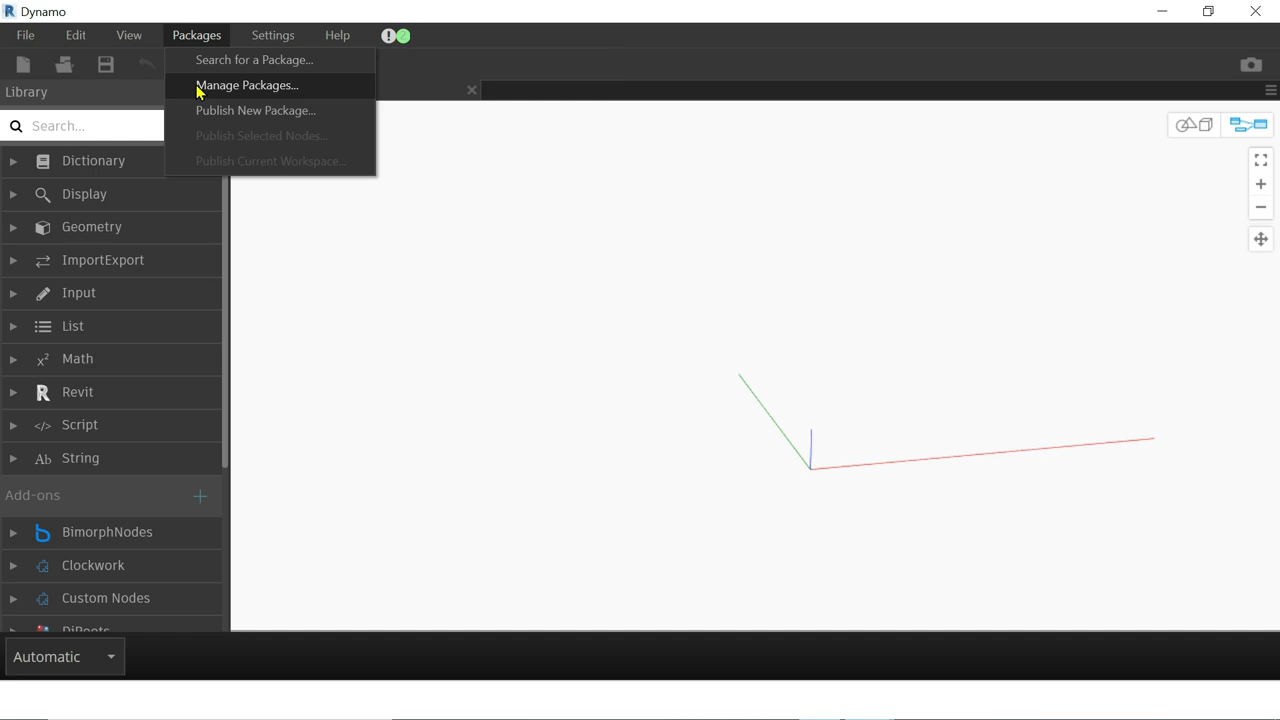 Dynamo
File Edit View Packages Settings Help ! 2
Search for a Package...
Manage Packages...
Publish New Package...
Publish Selected Nodes...
Publish Current Workspace...
Library
Search...
Dictionary
Display
Geometry
ImportExport
Input
List
Math
Revit
Script
String
Add-ons
BimorphNodes
Clockwork
Custom Nodes
DiRoots
Automatic